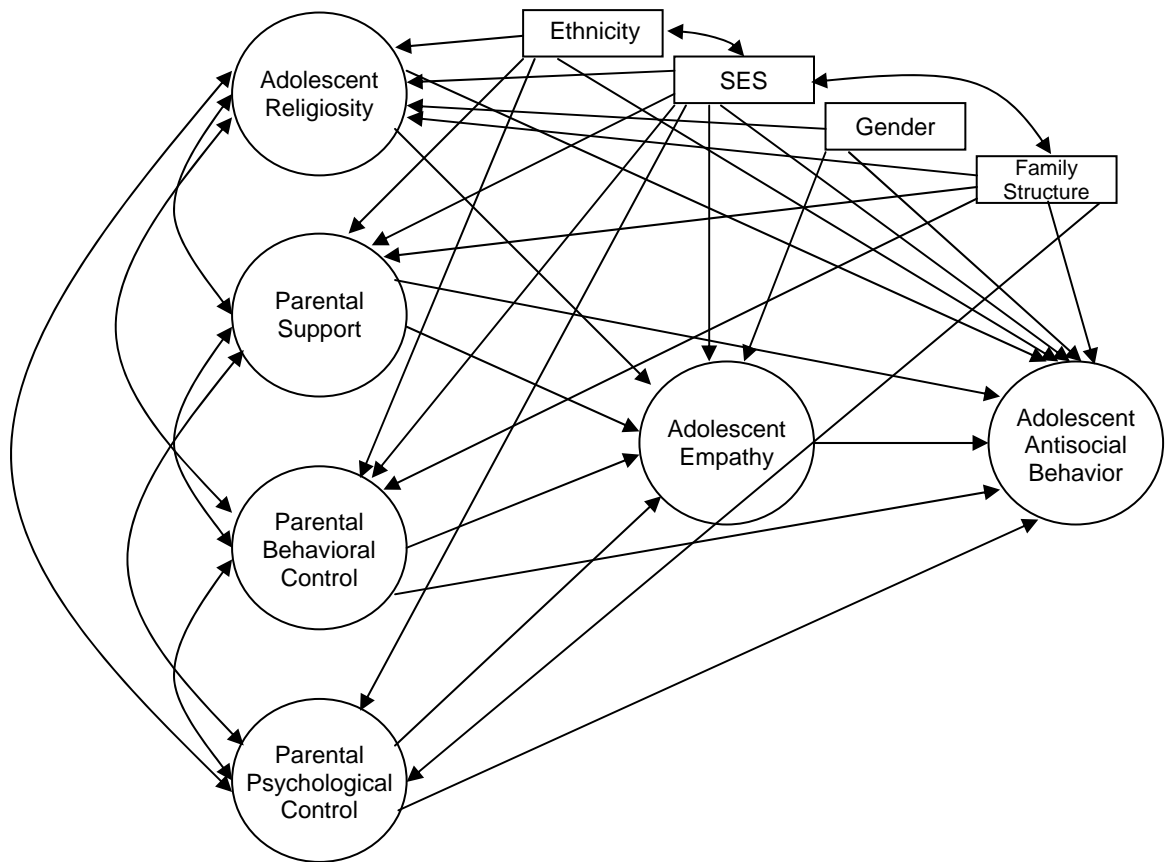 Ethnicity
Adolescent
Religiosity
SES
Gender
Family
Structure
Parental
Support
Adolescent
Empathy
Adolescent
Antisocial
Behavior
Parental
Behavioral
Control
Parental
Psychological
Control